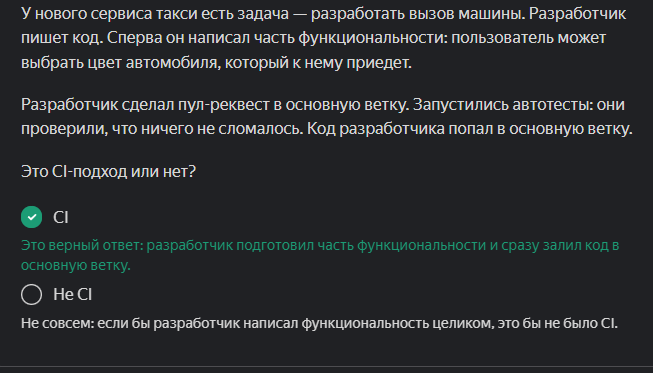 У нового сервиса такси есть задача — разработать вызов машины. Разработчик
пишет код. Сперва он написал часть функциональности: пользователь может
выбрать цвет автомобиля, который к нему приедет.
Разработчик сделал пул-реквест в основную ветку. Запустились автотесты: они
проверили, что ничего не сломалось. Код разработчика попал в основную ветку.
Это CI-подход или нет?
CI
Это верный ответ: разработчик подготовил часть функциональности и сразу залил код в
основную ветку.
Не CI
Не совсем: если бы разработчик написал функциональность целиком, это бы не было CI.